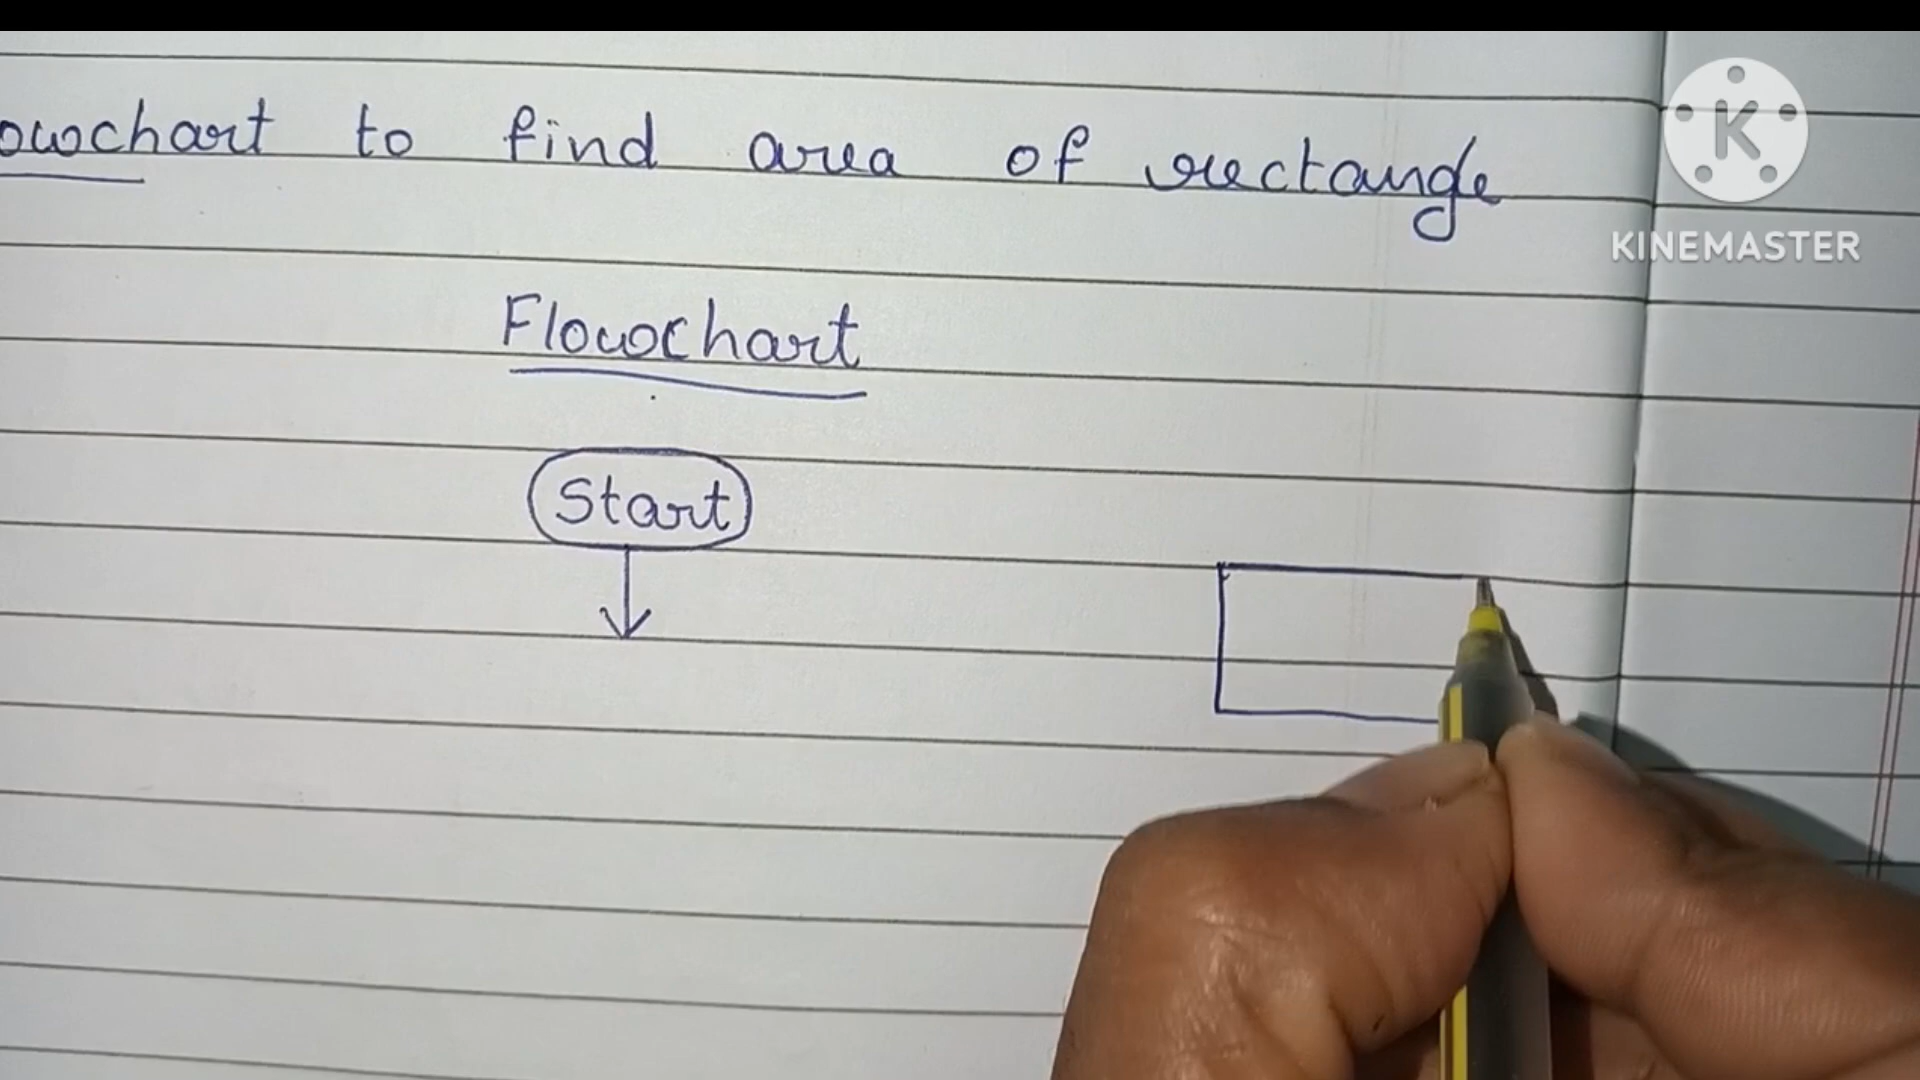 owchart to find area of rectangle
K
KINEMASTER
Flowchart
Start